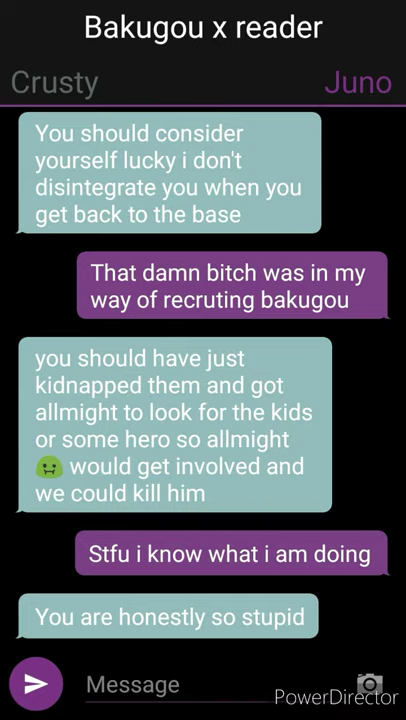 Bakugou x reader
Crusty Juno
You should consider
yourself lucky i don't
disintegrate you when you
get back to the base
That damn bitch was in my
way of recruting bakugou
you should have just
kidnapped them and got
allmight to look for the kids
or some hero so allmight
🤢 would get involved and
we could kill him
Stfu i know what i am doing
You are honestly so stupid
Message
PowerDirector